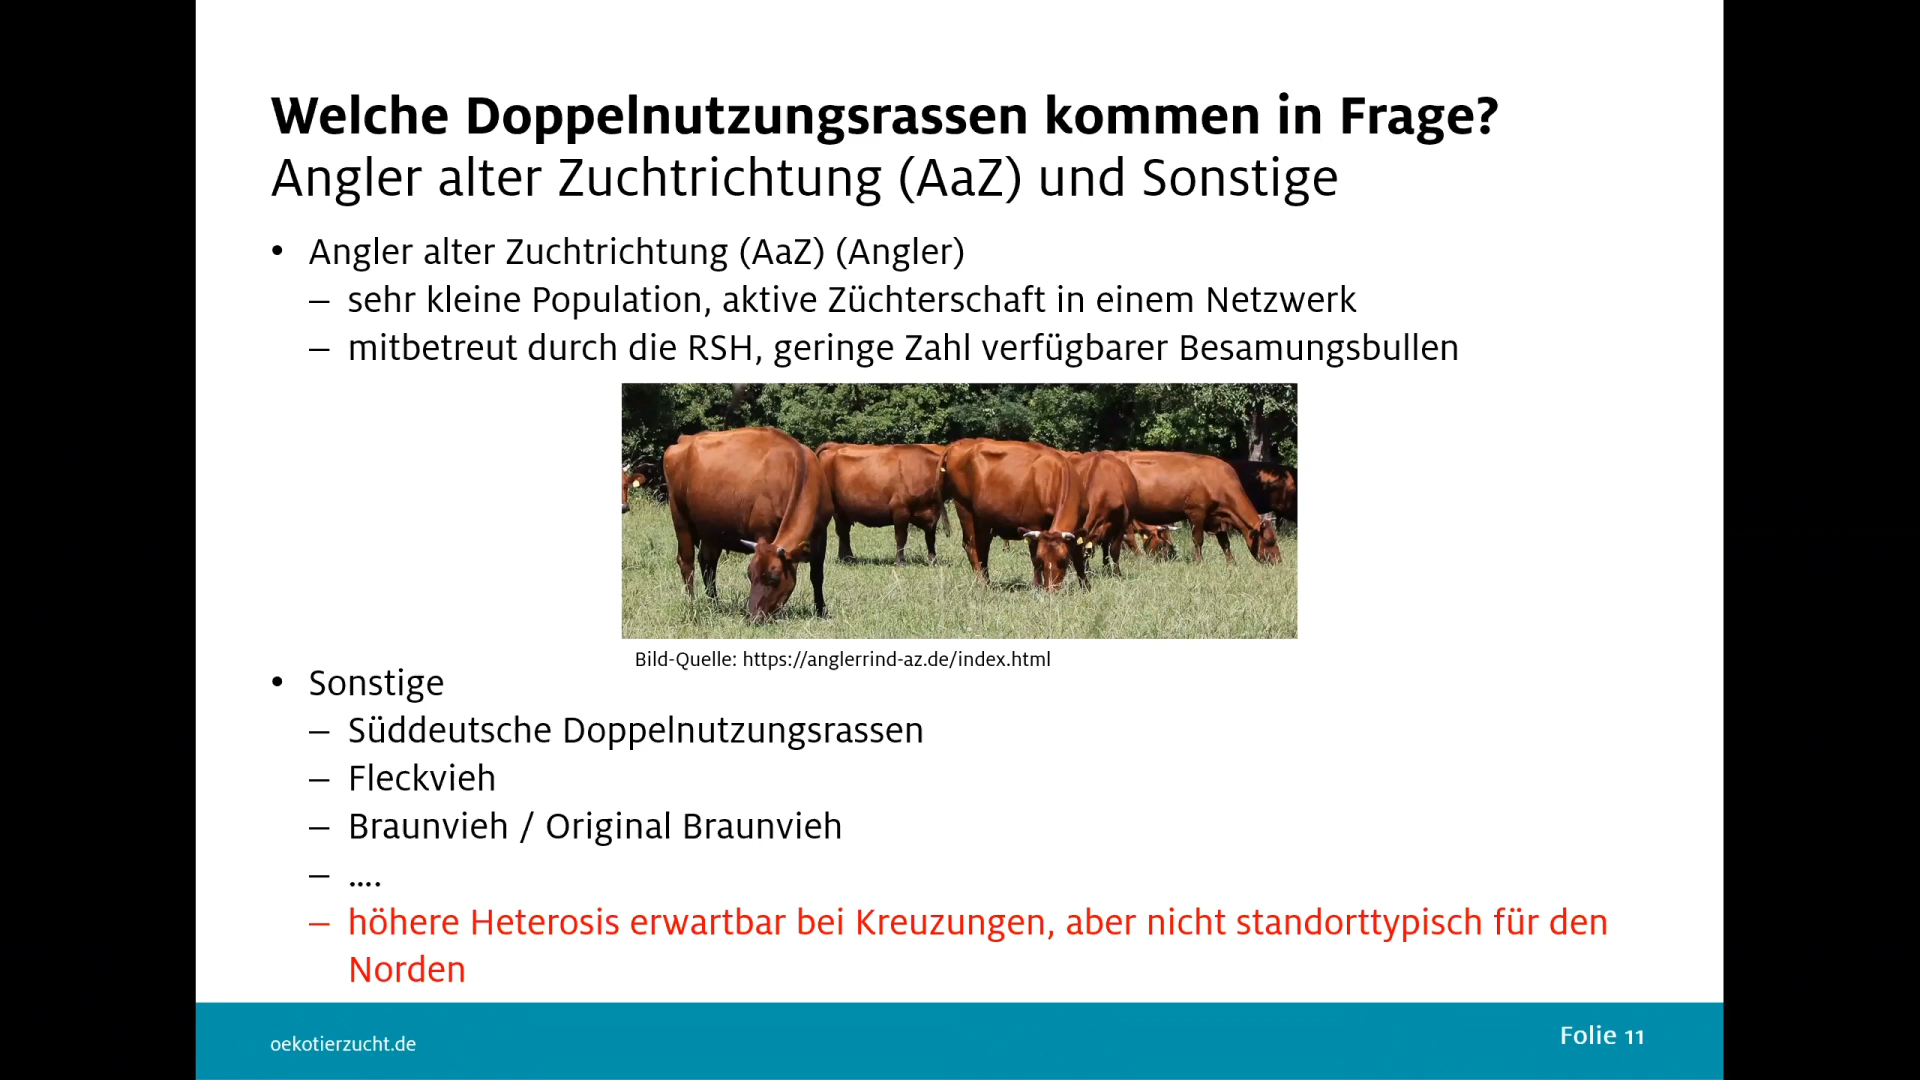 Welche Doppelnutzungsrassen kommen in Frage?
Angler alter Zuchtrichtung (AaZ) und Sonstige
• Angler alter Zuchtrichtung (AaZ) (Angler)
– sehr kleine Population, aktive Züchterschaft in einem Netzwerk
– mitbetreut durch die RSH, geringe Zahl verfügbarer Besamungsbullen
Bild-Quelle: https://anglerrind-az.de/index.html
• Sonstige
– Süddeutsche Doppelnutzungsrassen
– Fleckvieh
– Braunvieh / Original Braunvieh
– ....
– höhere Heterosis erwartbar bei Kreuzungen, aber nicht standorttypisch für den
Norden
oekotierzucht.de
Folie 11